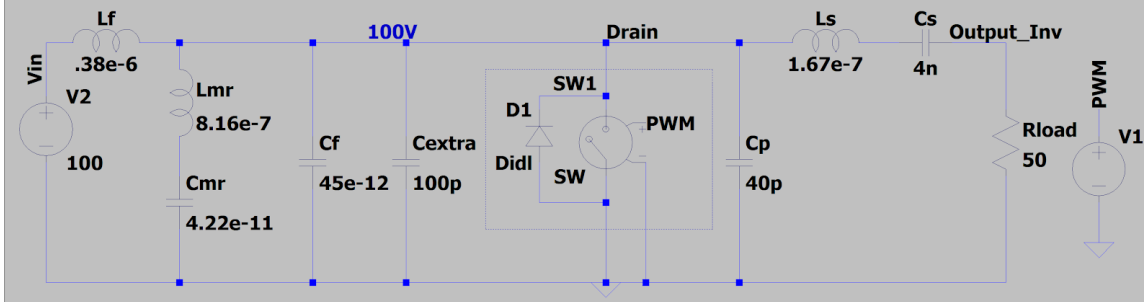 Lf
.38e-6
Vin
V2
100
Lmr
8.16e-7
Cmr
4.22e-11
Cf
45e-12
100V
Cextra
100p
Drain
SW1
D1
Didl
PWM
SW
Cp
40p
Ls
1.67e-7
Cs
4n
Output_Inv
Rload
50
PWM
V1